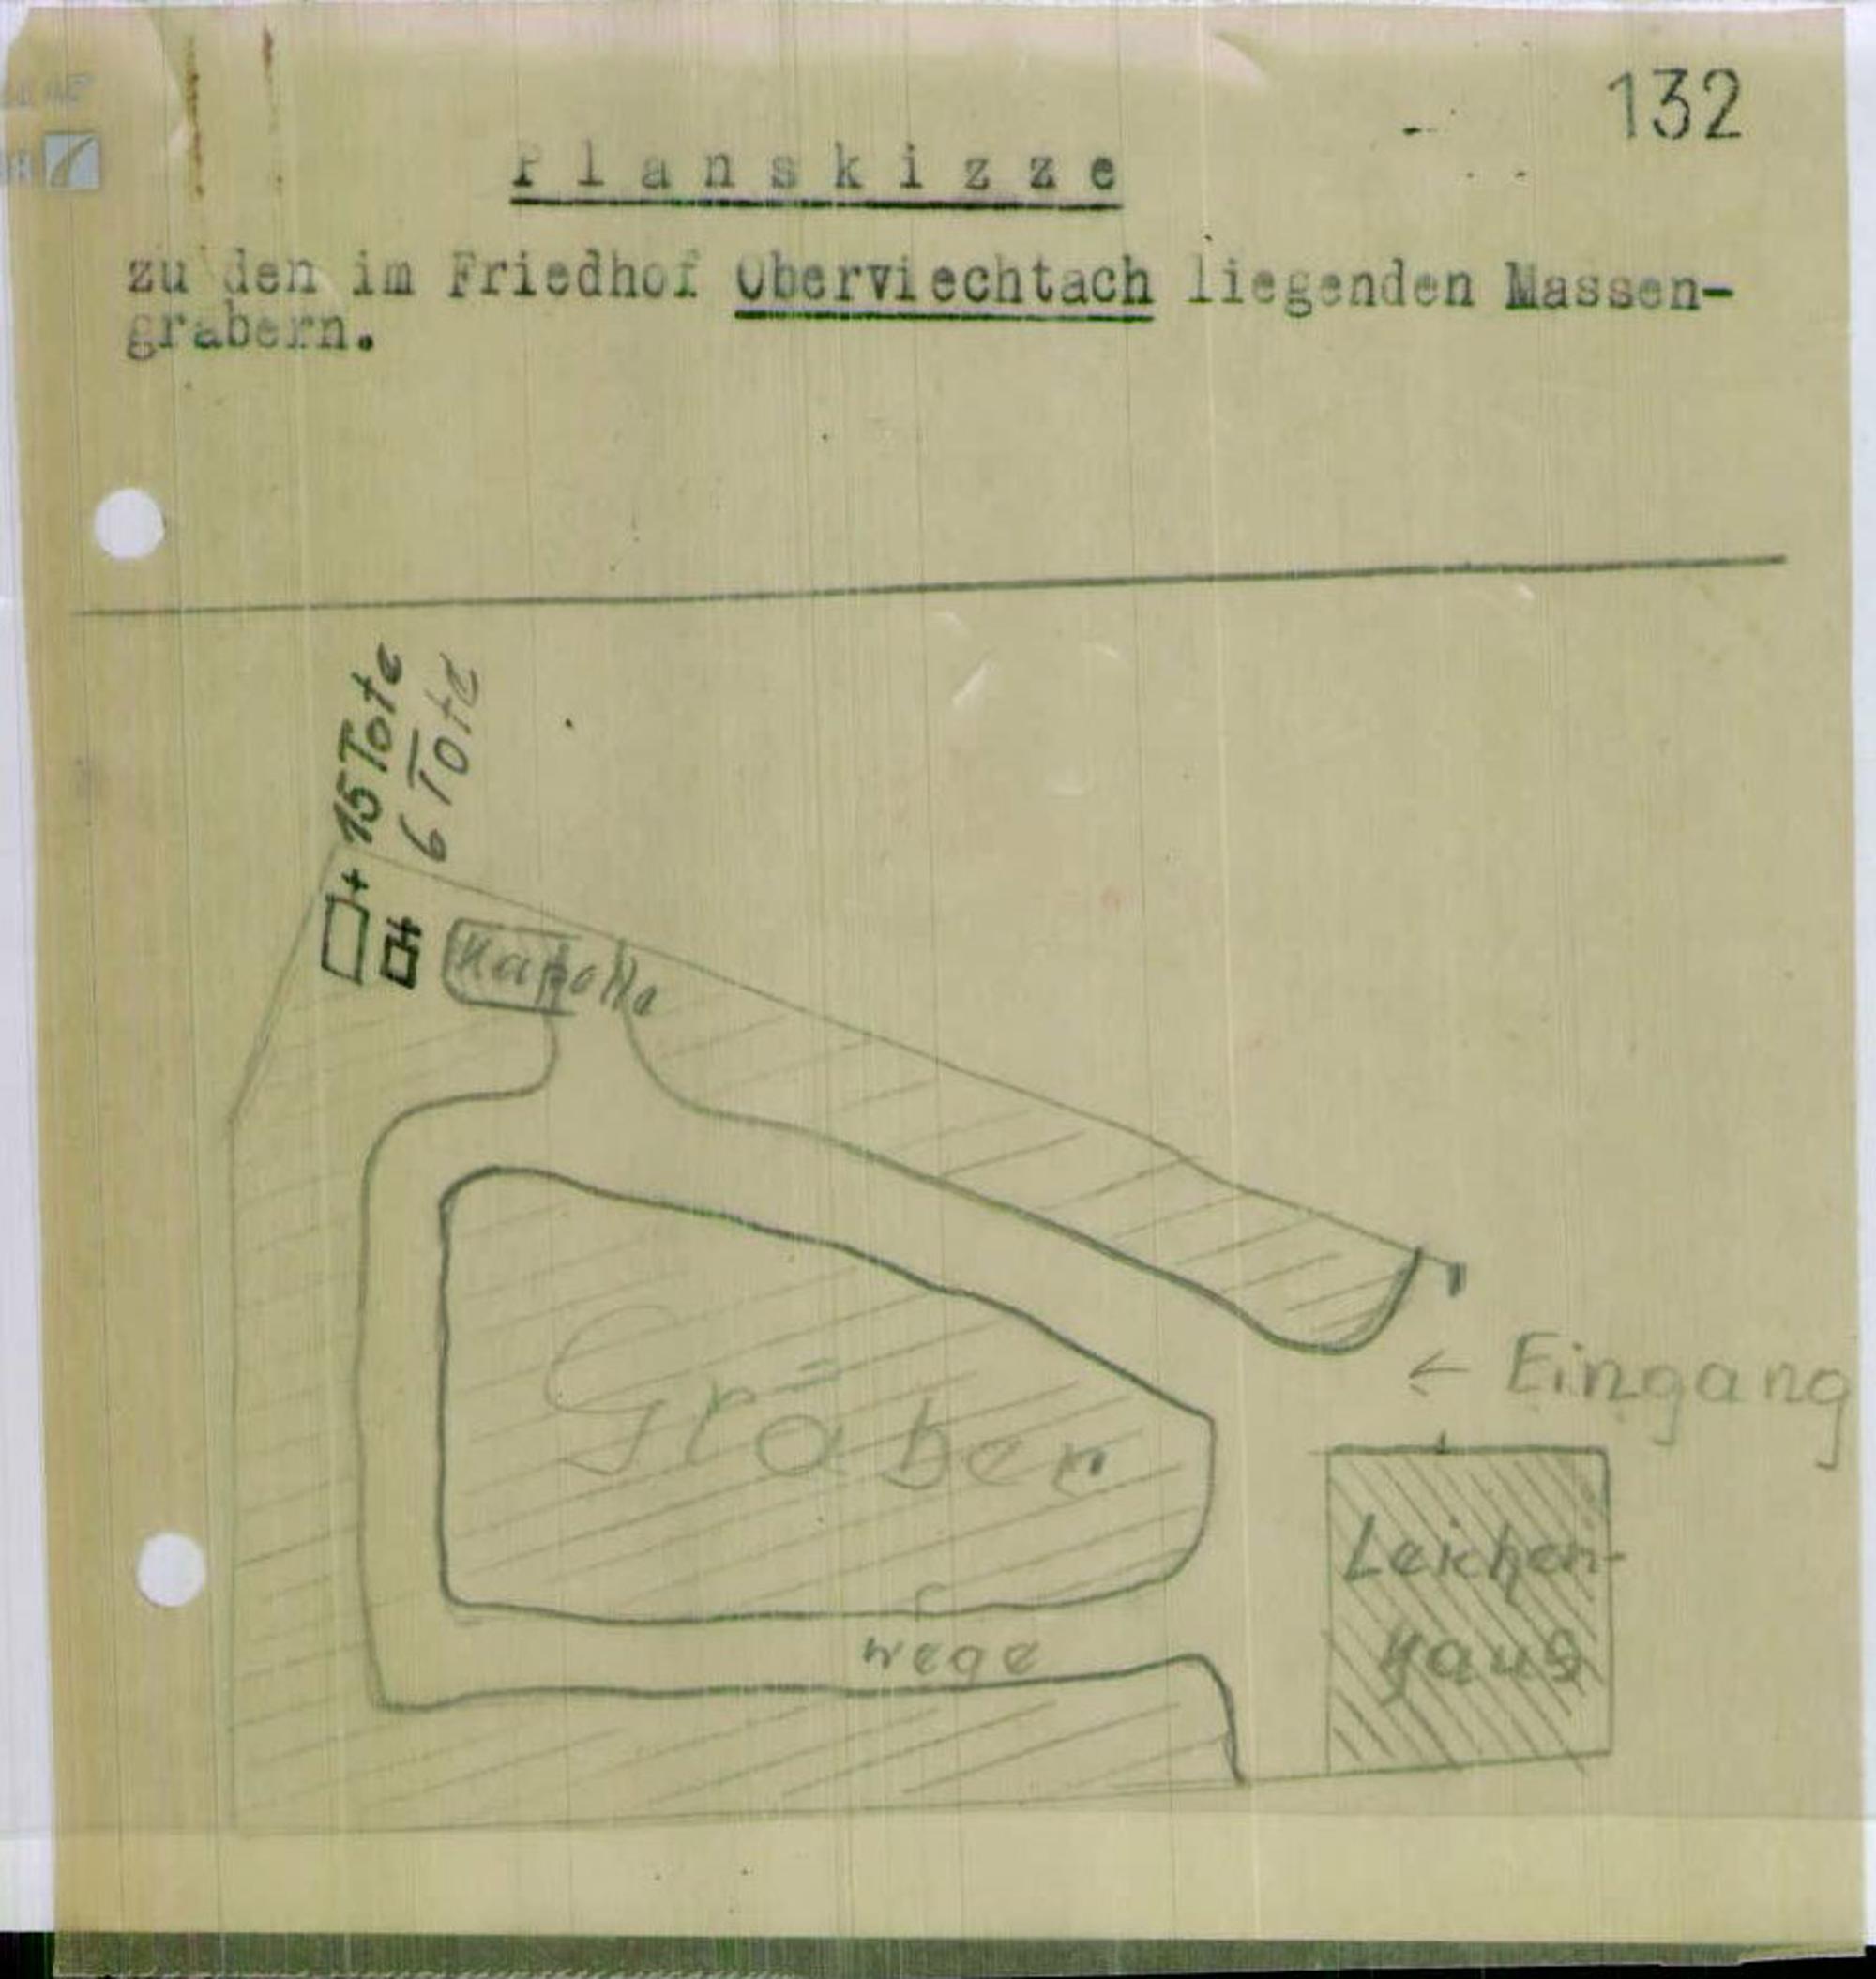 132
Planskizze
zu den im Friedhof Oberviechtach liegenden Massen-
gräbern.
15 Tote
6 Tote
Kapelle
← Eingang
Gräber
Leichen-
haus
wege